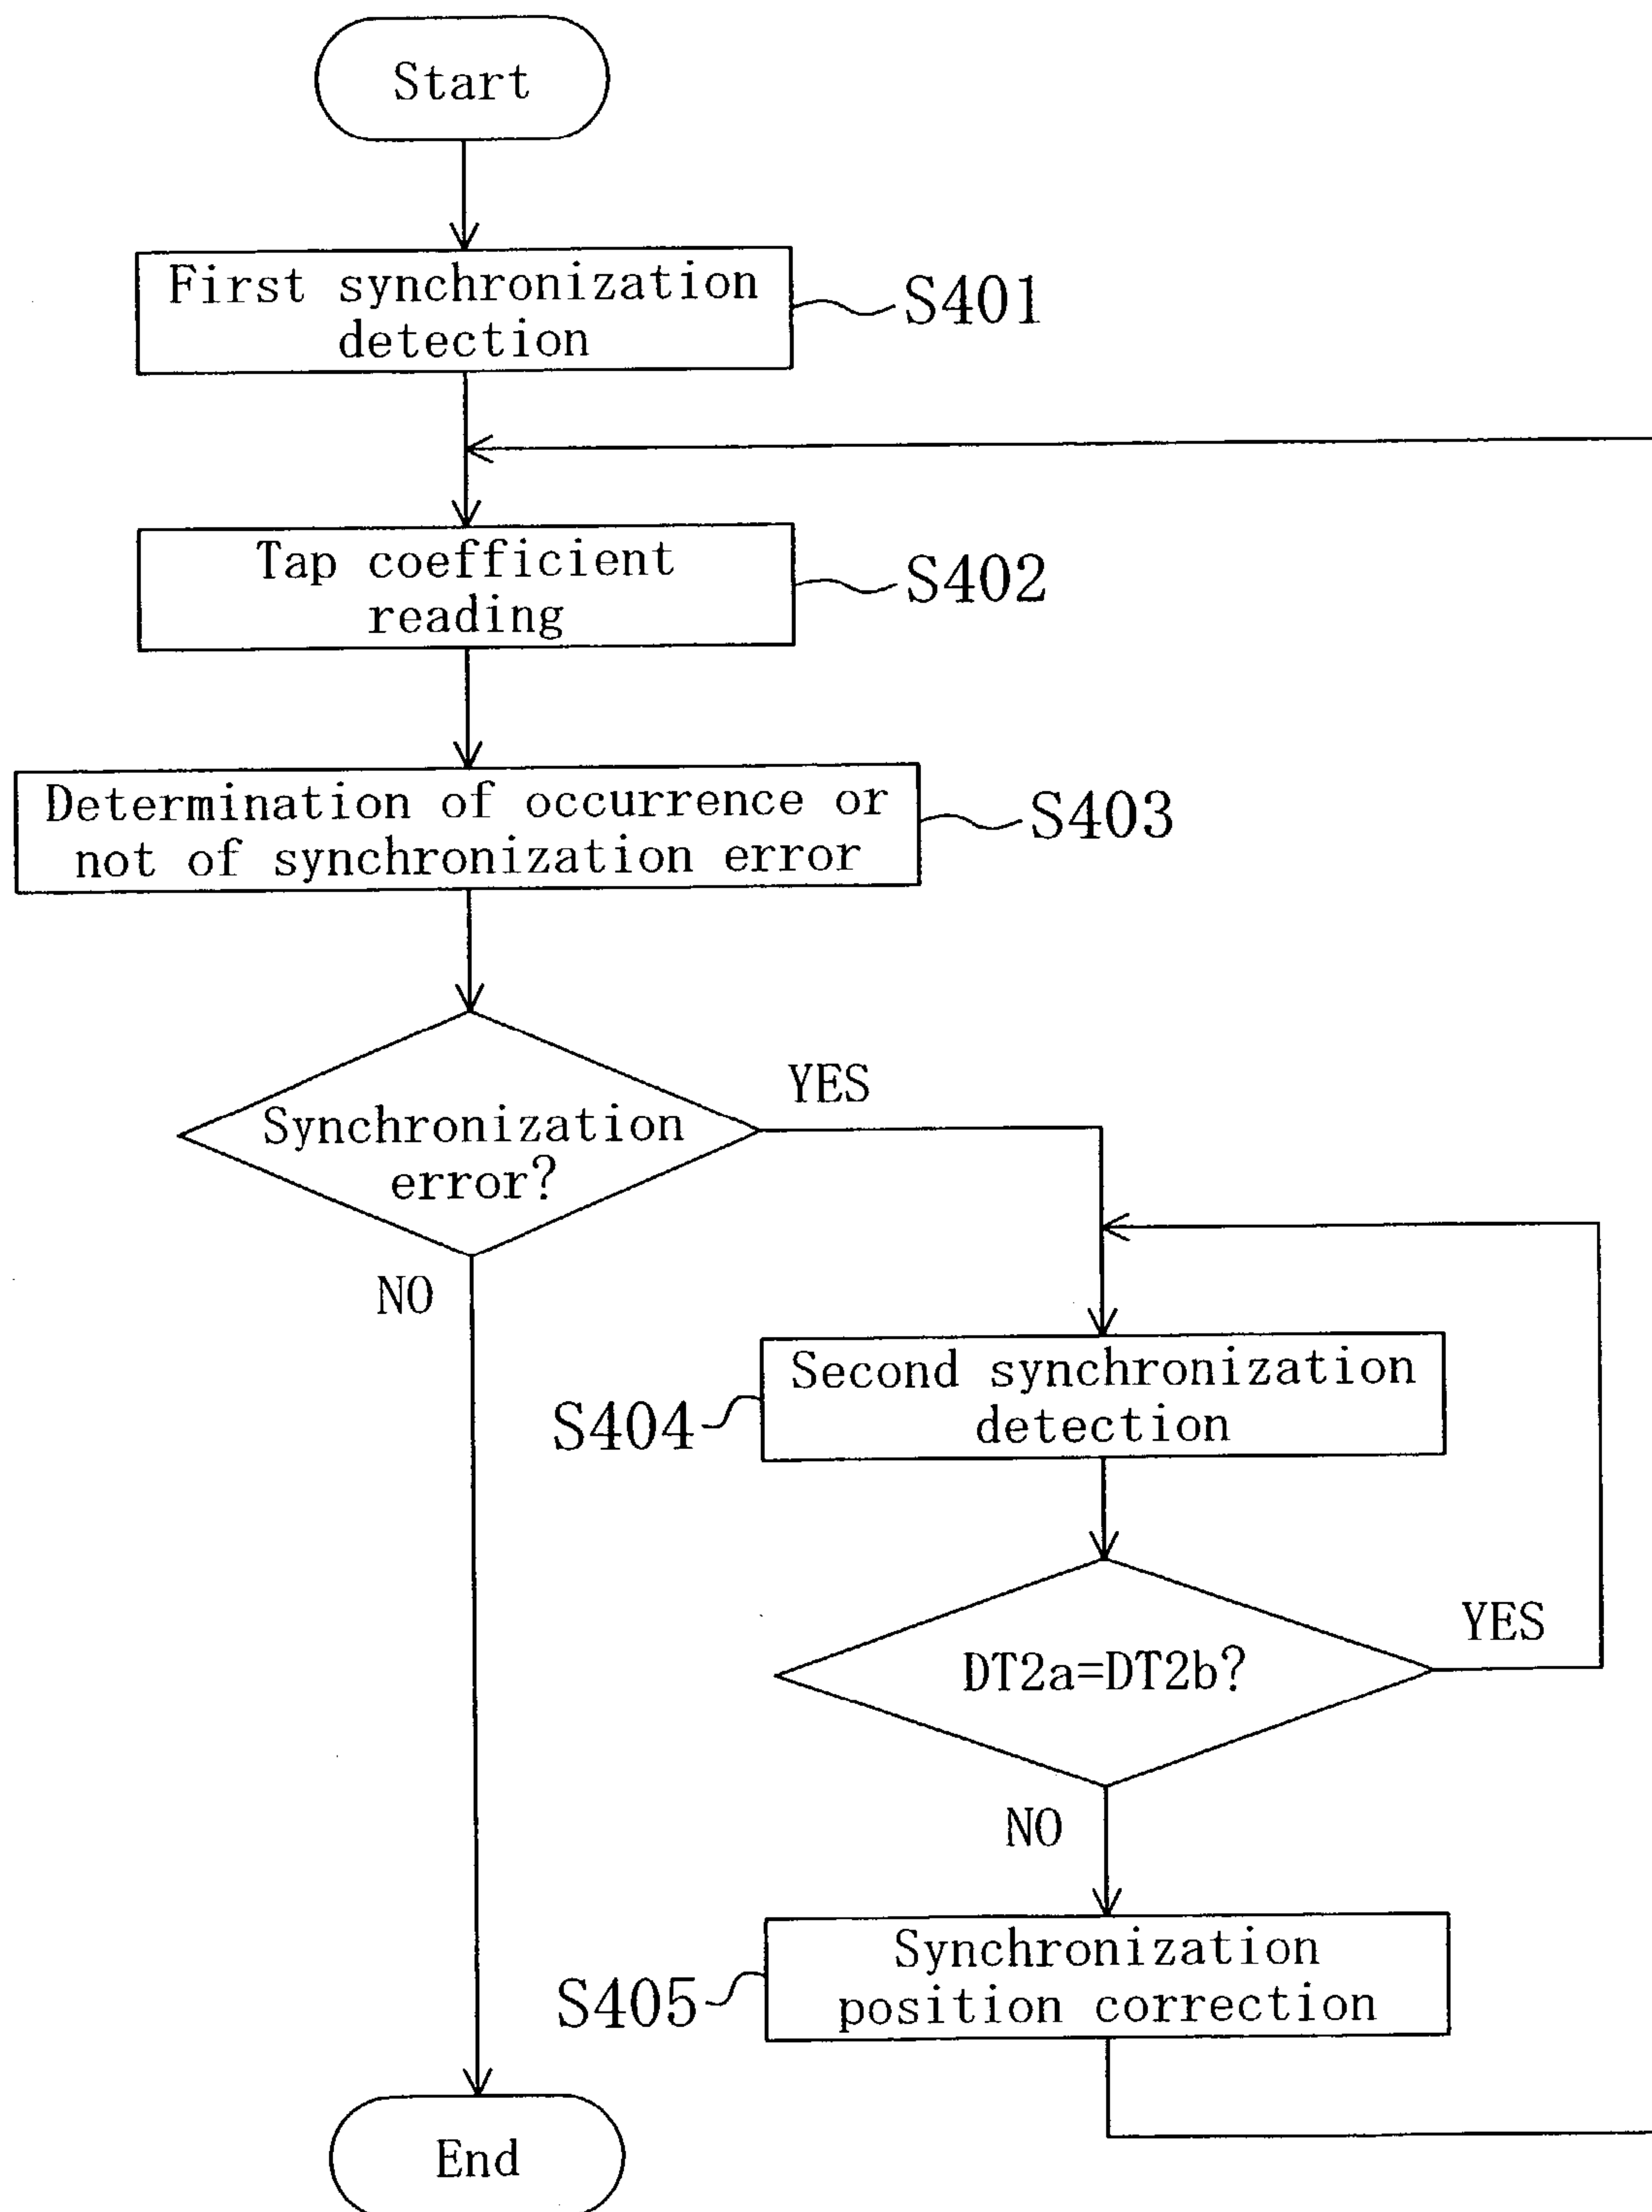 Start
First synchronization
detection
S401
Tap coefficient
reading
S402
Determination of occurrence or
not of synchronization error
S403
Synchronization
error?
YES
NO
Second synchronization
detection
S404
DT2a=DT2b?
YES
NO
Synchronization
position correction
S405
End